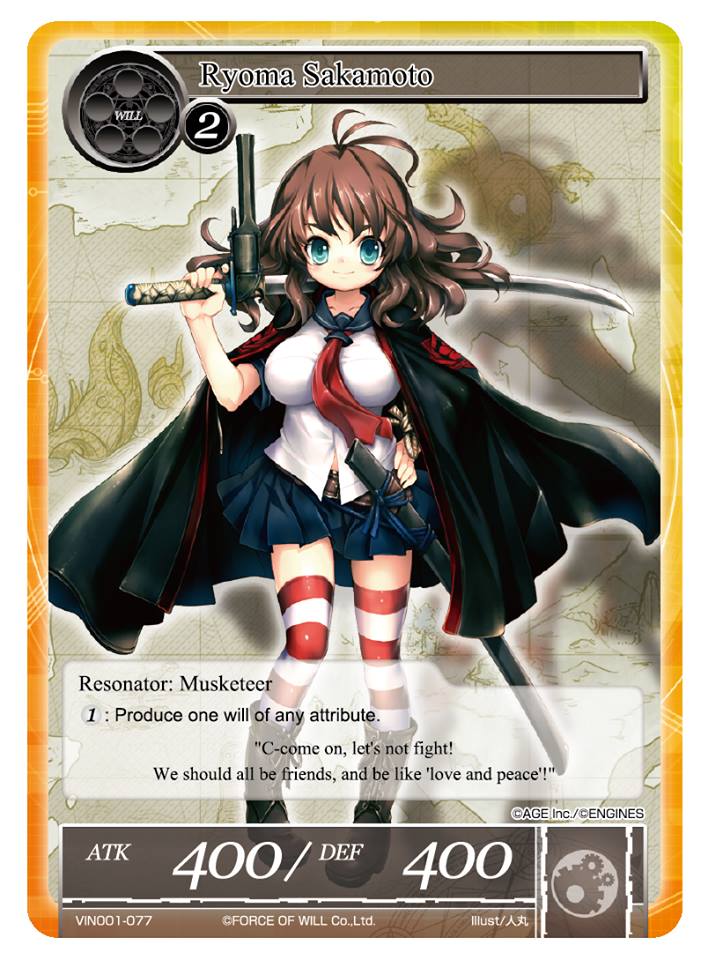 Ryoma Sakamoto
WILL
2
Resonator: Musketeer
1 : Produce one will of any attribute.
"C-come on, let's not fight!
We should all be friends, and be like 'love and peace'!"
©AGE Inc./©ENGINES
ATK 400/ DEF 400
VIN001-077 ©FORCE OF WILL Co.,Ltd. Illust/人丸